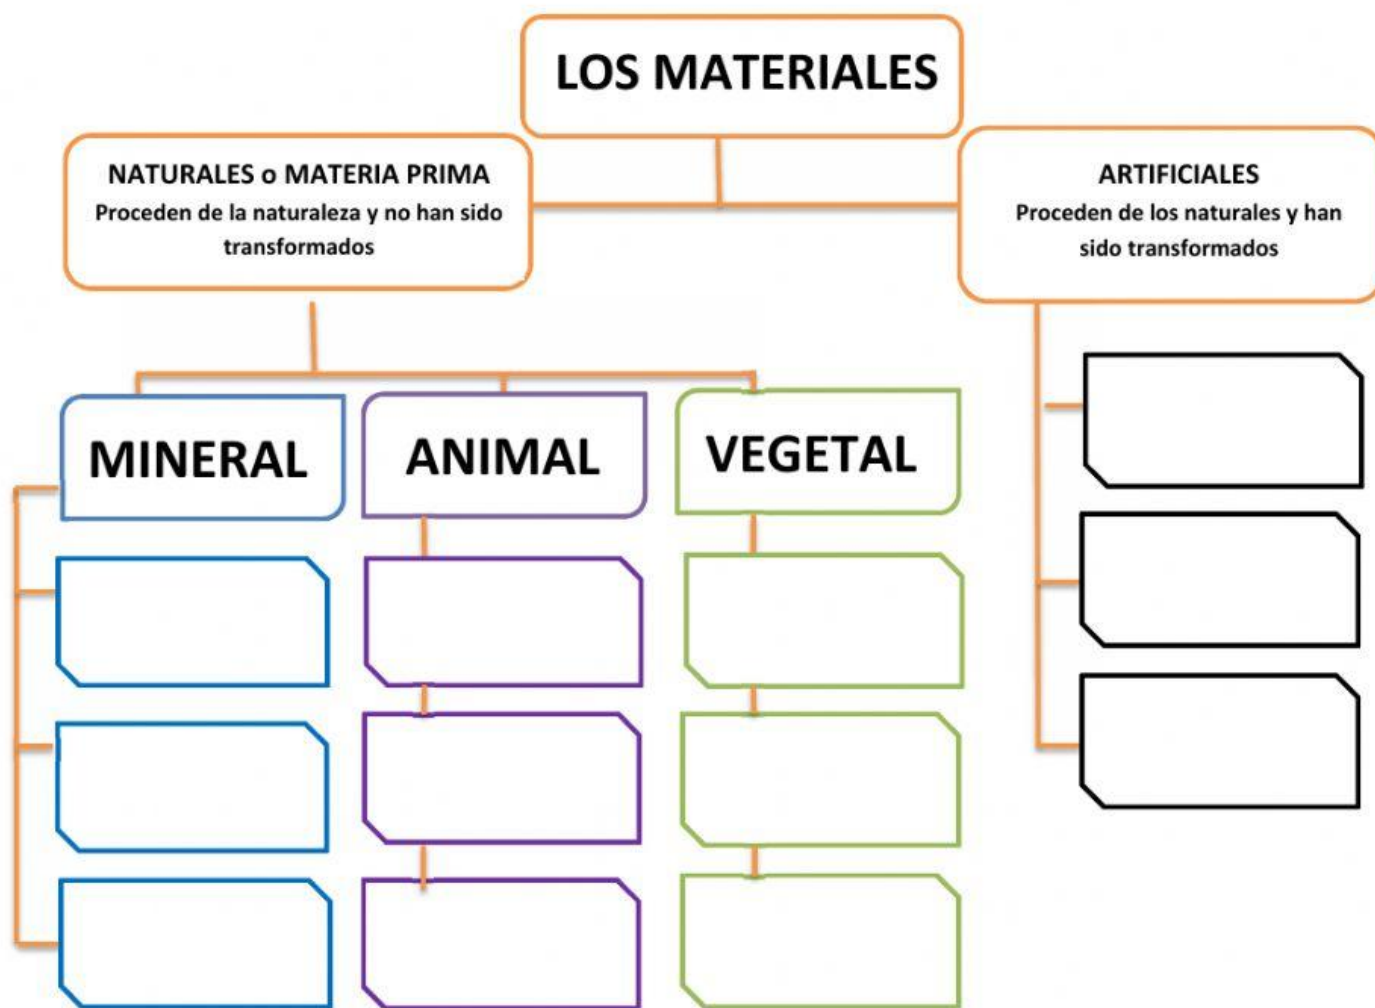 LOS MATERIALES
NATURALES o MATERIA PRIMA
Proceden de la naturaleza y no han sido
transformados
ARTIFICIALES
Proceden de los naturales y han
sido transformados
MINERAL
ANIMAL
VEGETAL